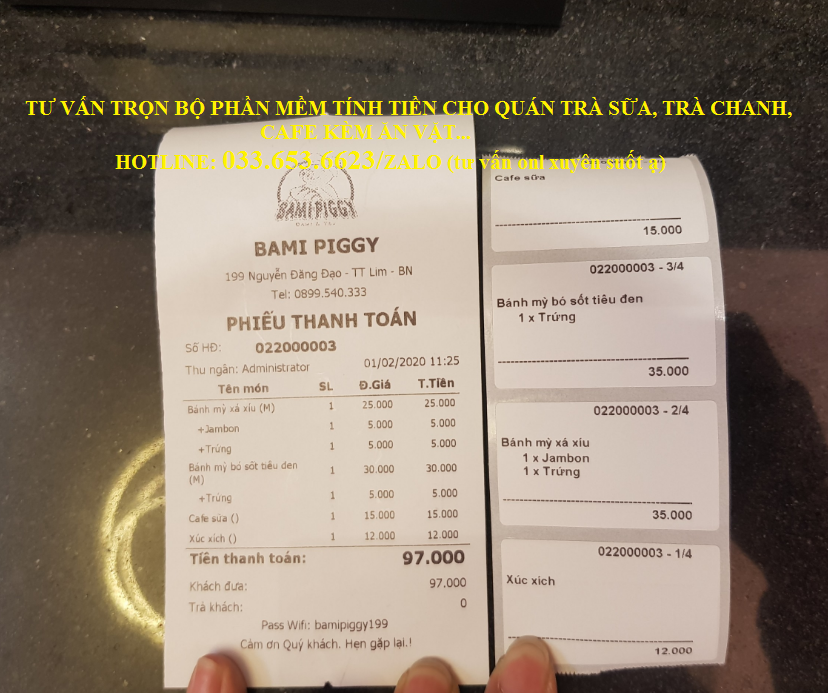 TƯ VẤN TRỌN BỘ PHẦN MỀM TÍNH TIỀN CHO QUÁN TRÀ SỮA, TRÀ CHANH,
CAFE KÈM ĂN VẶT...
HOTLINE: 033.653.6623/ZALO (tư vấn onl xuyên suốt ạ)
BAMI PIGGY
BAMI PIGGY
199 Nguyễn Đăng Đạo - TT Lim - BN
Tel: 0899.540.333
PHIẾU THANH TOÁN
Số HĐ: 022000003
Thu ngân: Administrator 01/02/2020 11:25
Tên món SL Đ.Giá T.Tiền
Bánh mỳ xá xíu (M) 1 25.000 25.000
+Jambon 1 5.000 5.000
+Trứng 1 5.000 5.000
Bánh mỳ bò sốt tiêu đen 1 30.000 30.000
(M)
+Trứng 1 5.000 5.000
Cafe sữa () 1 15.000 15.000
Xúc xích () 1 12.000 12.000
Tiền thanh toán: 97.000
Khách đưa: 97.000
Trả khách: 0
Pass Wifi: bamipiggy199
Cảm ơn Quý khách. Hẹn gặp lại.!
Cafe sữa
15.000
022000003 - 3/4
Bánh mỳ bò sốt tiêu đen
1 x Trứng
35.000
022000003 - 2/4
Bánh mỳ xá xíu
1 x Jambon
1 x Trứng
35.000
022000003 - 1/4
Xúc xích
12.000